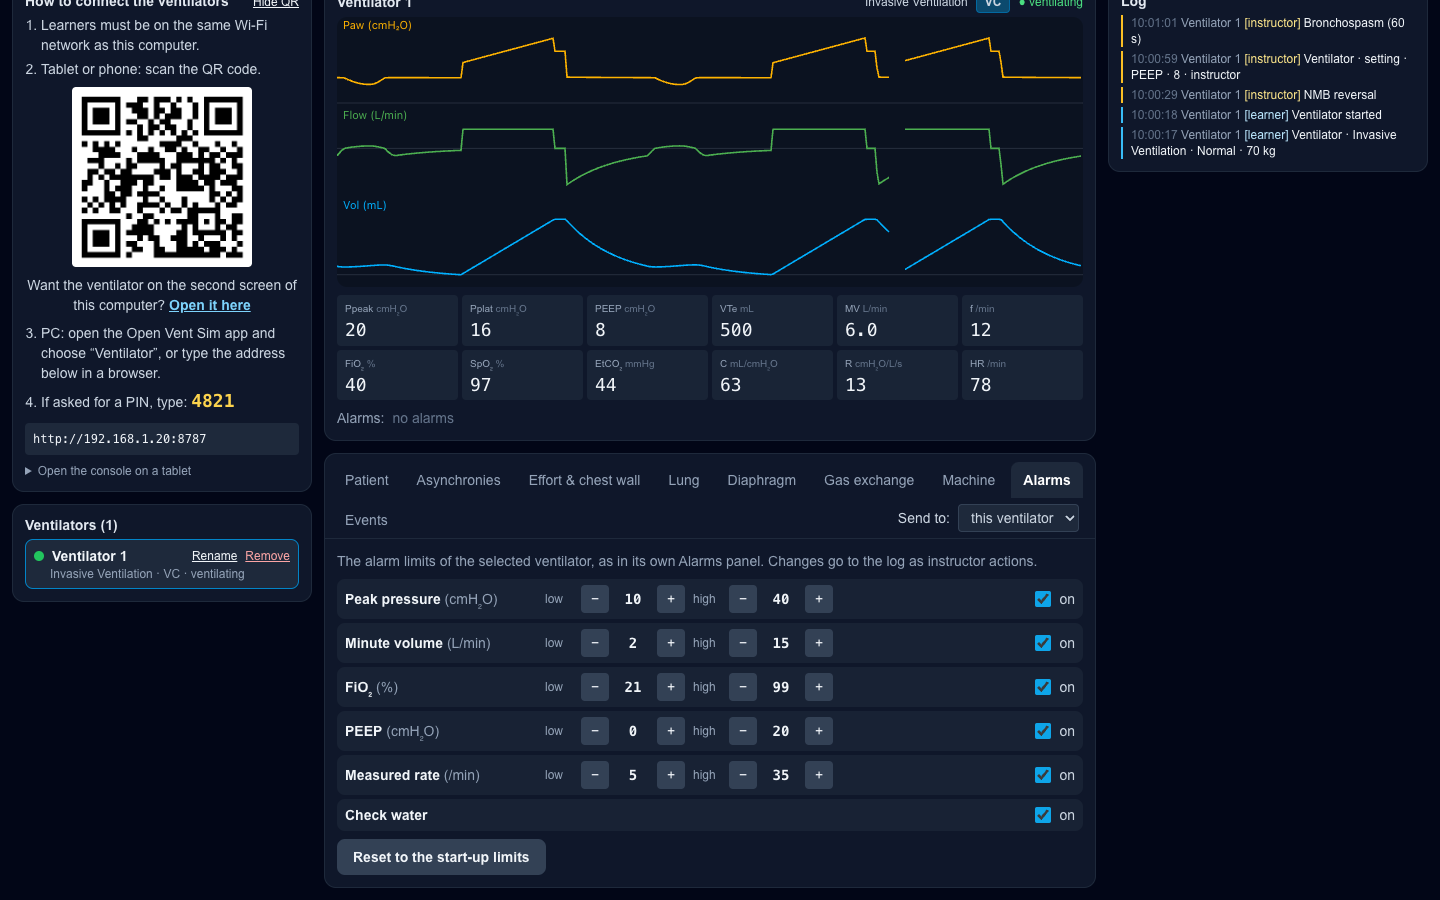 How to connect the ventilators
Hide QR
1. Learners must be on the same Wi-Fi
network as this computer.
2. Tablet or phone: scan the QR code.
Want the ventilator on the second screen of
this computer? Open it here
3. PC: open the Open Vent Sim app and
choose “Ventilator”, or type the address
below in a browser.
4. If asked for a PIN, type: 4821
http://192.168.1.20:8787
▶ Open the console on a tablet
Ventilators (1)
Ventilator 1 Rename Remove
Invasive Ventilation · VC · ventilating
Ventilator 1 Invasive Ventilation VC ● ventilating
Paw (cmH₂O)
Flow (L/min)
Vol (mL)
Ppeak cmH₂O Pplat cmH₂O PEEP cmH₂O VTe mL MV L/min f /min
20 16 8 500 6.0 12
FiO₂ % SpO₂ % EtCO₂ mmHg C mL/cmH₂O R cmH₂O/L/s HR /min
40 97 44 63 13 78
Alarms: no alarms
Patient Asynchronies Effort & chest wall Lung Diaphragm Gas exchange Machine Alarms
Events Send to: this ventilator
The alarm limits of the selected ventilator, as in its own Alarms panel. Changes go to the log as instructor actions.
Peak pressure (cmH₂O) low − 10 + high − 40 + on
Minute volume (L/min) low − 2 + high − 15 + on
FiO₂ (%) low − 21 + high − 99 + on
PEEP (cmH₂O) low − 0 + high − 20 + on
Measured rate (/min) low − 5 + high − 35 + on
Check water on
Reset to the start-up limits
Log
10:01:01 Ventilator 1 [instructor] Bronchospasm (60
s)
10:00:59 Ventilator 1 [instructor] Ventilator · setting ·
PEEP · 8 · instructor
10:00:29 Ventilator 1 [instructor] NMB reversal
10:00:18 Ventilator 1 [learner] Ventilator started
10:00:17 Ventilator 1 [learner] Ventilator · Invasive
Ventilation · Normal · 70 kg